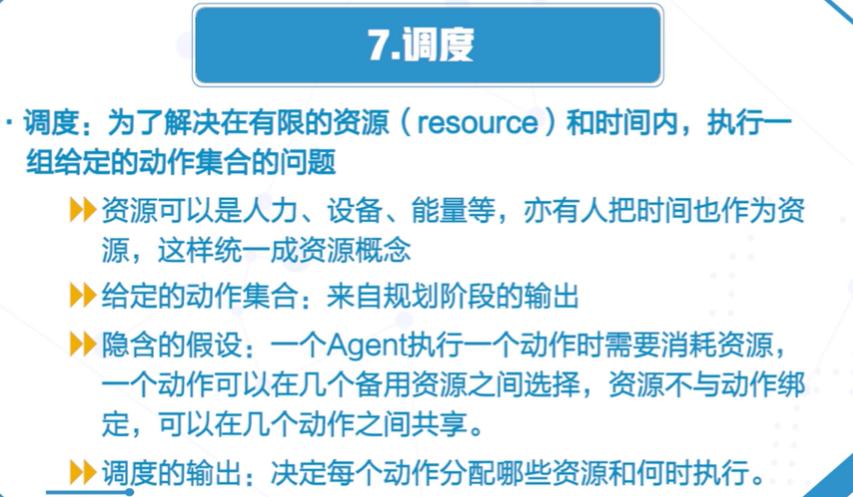 7.调度
·调度：为了解决在有限的资源（resource）和时间内，执行一
组给定的动作集合的问题
资源可以是人力、设备、能量等，亦有人把时间也作为资
源，这样统一成资源概念
给定的动作集合：来自规划阶段的输出
隐含的假设：一个Agent执行一个动作时需要消耗资源，
一个动作可以在几个备用资源之间选择，资源不与动作绑
定，可以在几个动作之间共享。
调度的输出：决定每个动作分配哪些资源和何时执行。